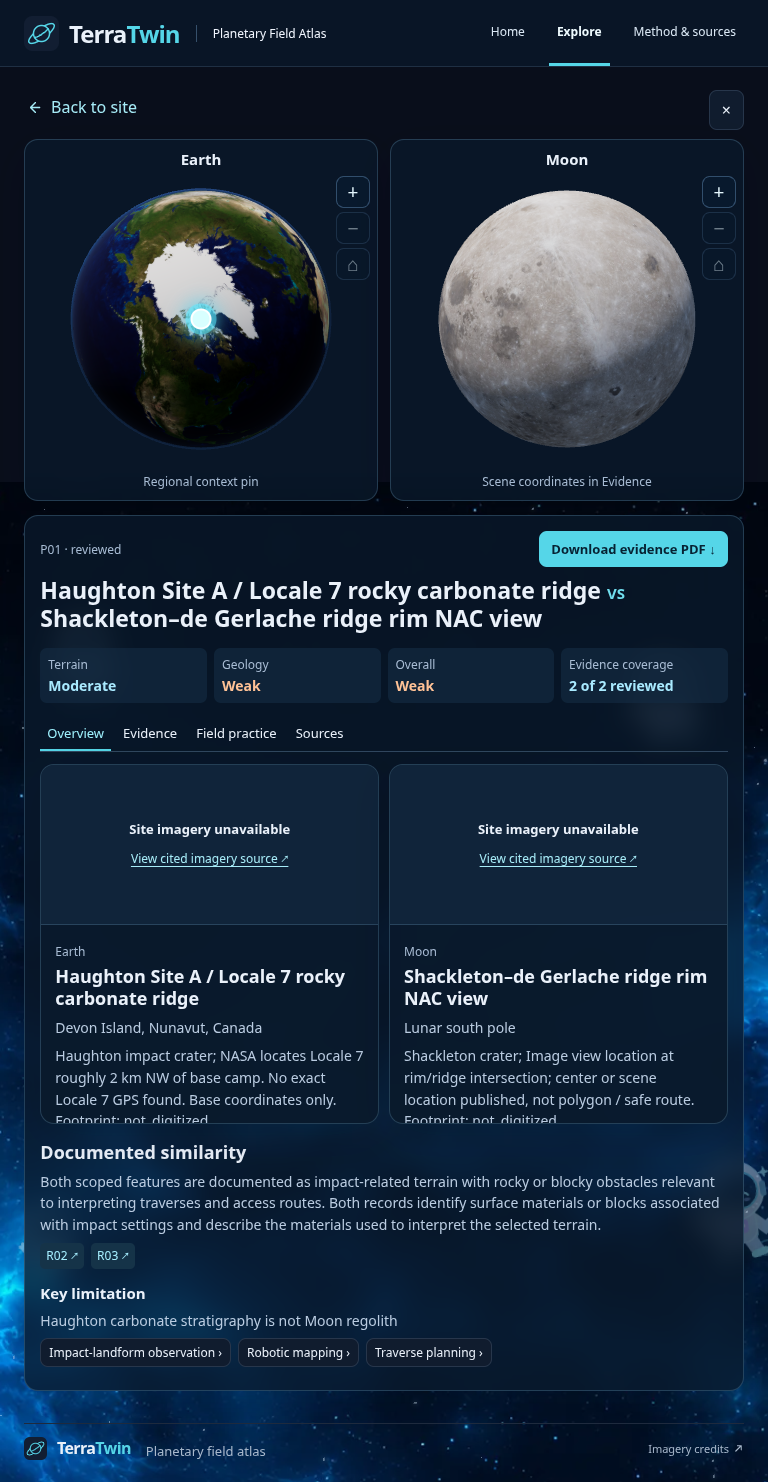 TerraTwin
Planetary Field Atlas
Home
Explore
Method & sources
← Back to site
×
Earth
+
−
⌂
Regional context pin
Moon
+
−
⌂
Scene coordinates in Evidence
P01 · reviewed
Download evidence PDF ↓
Haughton Site A / Locale 7 rocky carbonate ridge vs
Shackleton–de Gerlache ridge rim NAC view
Terrain
Moderate
Geology
Weak
Overall
Weak
Evidence coverage
2 of 2 reviewed
Overview
Evidence
Field practice
Sources
Site imagery unavailable
View cited imagery source ↗
Earth
Haughton Site A / Locale 7 rocky
carbonate ridge
Devon Island, Nunavut, Canada
Haughton impact crater; NASA locates Locale 7
roughly 2 km NW of base camp. No exact
Locale 7 GPS found. Base coordinates only.
Footprint: not_digitized
Site imagery unavailable
View cited imagery source ↗
Moon
Shackleton–de Gerlache ridge rim
NAC view
Lunar south pole
Shackleton crater; Image view location at
rim/ridge intersection; center or scene
location published, not polygon / safe route.
Footprint: not_digitized
Documented similarity
Both scoped features are documented as impact-related terrain with rocky or blocky obstacles relevant
to interpreting traverses and access routes. Both records identify surface materials or blocks associated
with impact settings and describe the materials used to interpret the selected terrain.
R02 ↗
R03 ↗
Key limitation
Haughton carbonate stratigraphy is not Moon regolith
Impact-landform observation ›
Robotic mapping ›
Traverse planning ›
TerraTwin
Planetary field atlas
Imagery credits ↗